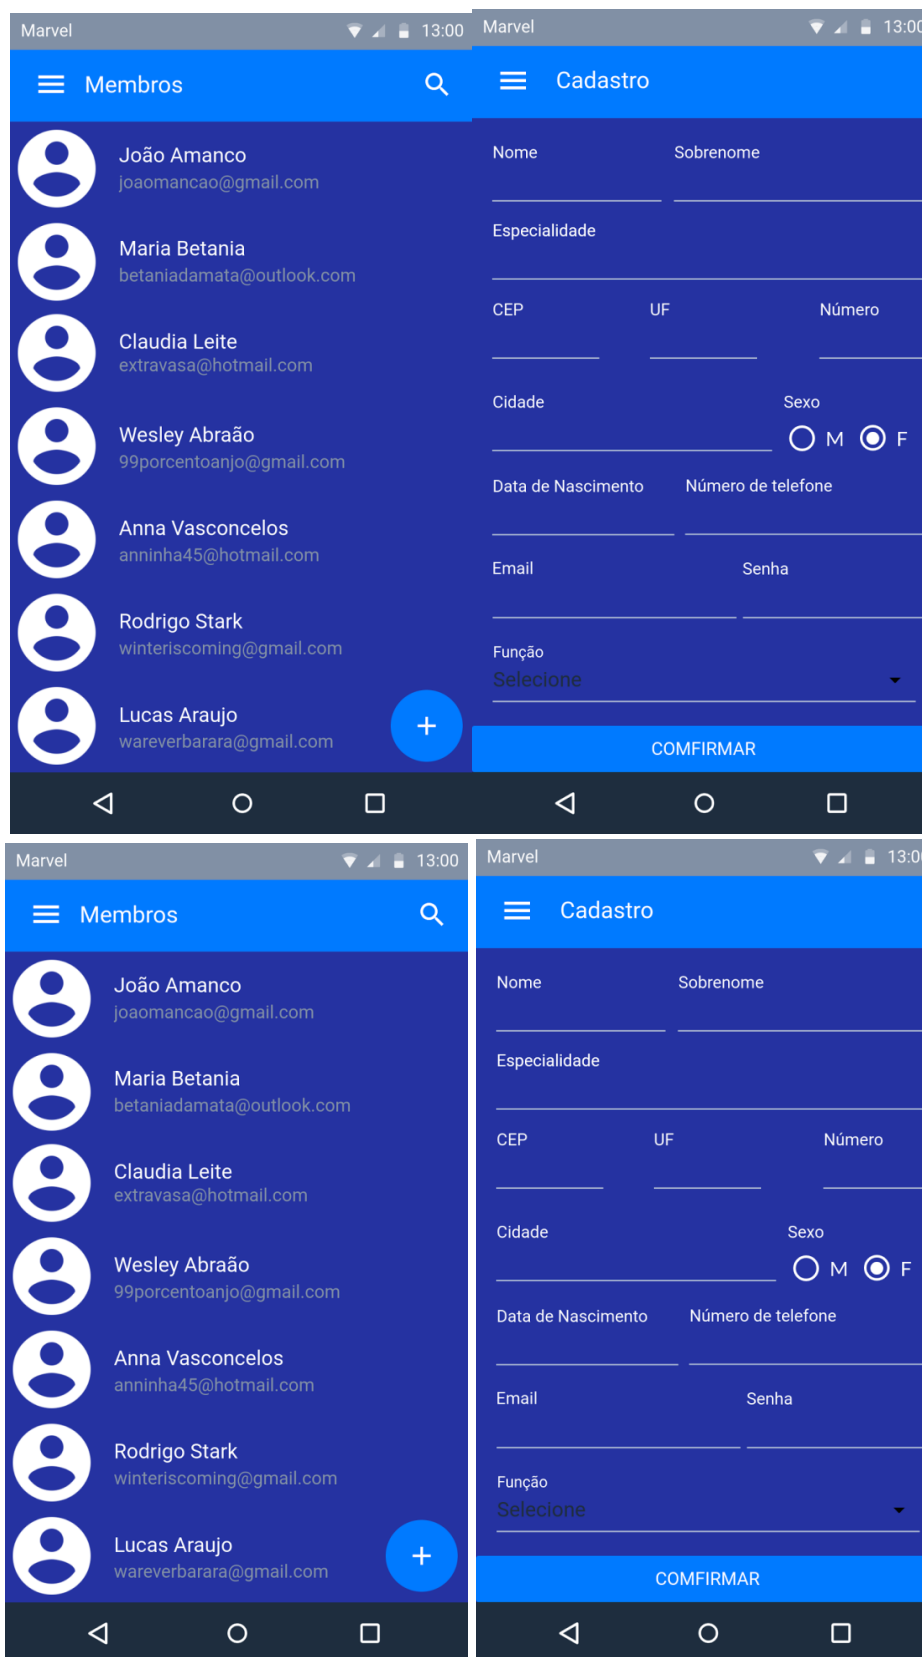 Marvel 13:00
Membros
João Amanco
joaomancao@gmail.com
Maria Betania
betaniadamata@outlook.com
Claudia Leite
extravasa@hotmail.com
Wesley Abraão
99porcentoanjo@gmail.com
Anna Vasconcelos
anninha45@hotmail.com
Rodrigo Stark
winteriscoming@gmail.com
Lucas Araujo
wareverbarara@gmail.com
Marvel 13:00
Cadastro
Nome Sobrenome
Especialidade
CEP UF Número
Cidade Sexo
M F
Data de Nascimento Número de telefone
Email Senha
Função
Selecione
COMFIRMAR
Marvel 13:00
Membros
João Amanco
joaomancao@gmail.com
Maria Betania
betaniadamata@outlook.com
Claudia Leite
extravasa@hotmail.com
Wesley Abraão
99porcentoanjo@gmail.com
Anna Vasconcelos
anninha45@hotmail.com
Rodrigo Stark
winteriscoming@gmail.com
Lucas Araujo
wareverbarara@gmail.com
Marvel 13:00
Cadastro
Nome Sobrenome
Especialidade
CEP UF Número
Cidade Sexo
M F
Data de Nascimento Número de telefone
Email Senha
Função
Selecione
COMFIRMAR